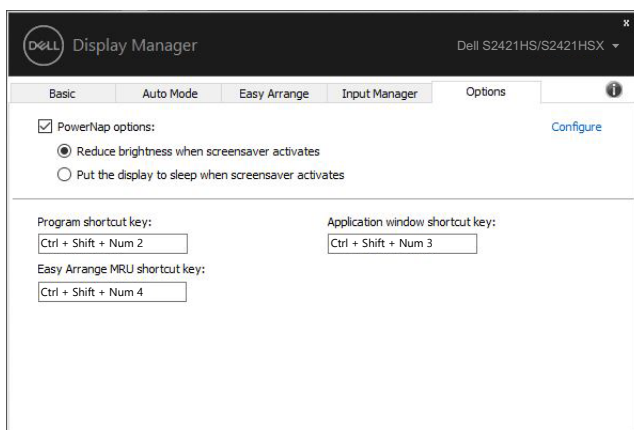 x
DELL Display Manager Dell S2421HS/S2421HSX
Basic Auto Mode Easy Arrange Input Manager Options i
PowerNap options: Configure
Reduce brightness when screensaver activates
Put the display to sleep when screensaver activates
Program shortcut key: Application window shortcut key:
Ctrl + Shift + Num 2 Ctrl + Shift + Num 3
Easy Arrange MRU shortcut key:
Ctrl + Shift + Num 4